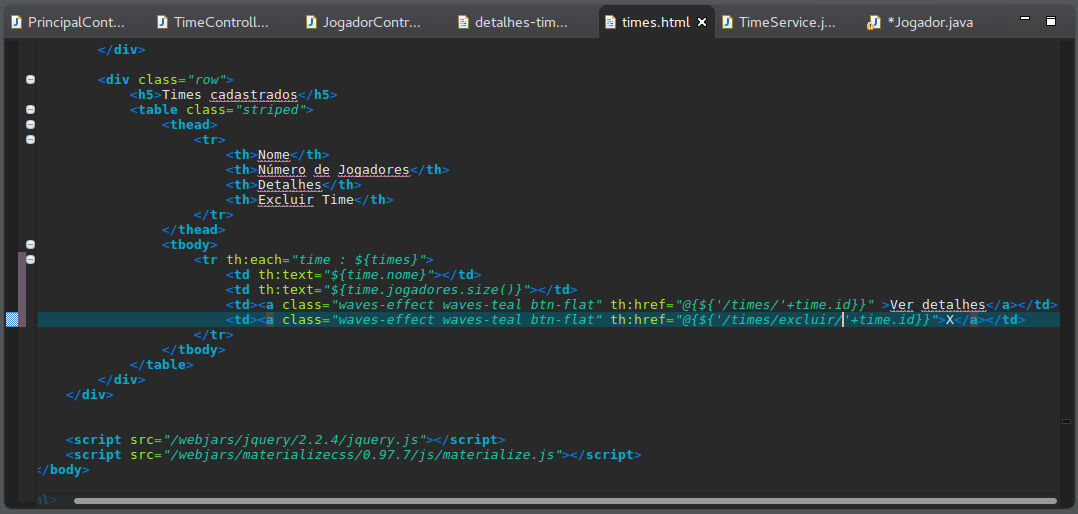 PrincipalCont... TimeControll... JogadorContr... detalhes-tim... times.html TimeService.j... *Jogador.java
</div>
<div class="row">
<h5>Times cadastrados</h5>
<table class="striped">
<thead>
<tr>
<th>Nome</th>
<th>Número de Jogadores</th>
<th>Detalhes</th>
<th>Excluir Time</th>
</tr>
</thead>
<tbody>
<tr th:each="time : ${times}">
<td th:text="${time.nome}"></td>
<td th:text="${time.jogadores.size()}"></td>
<td><a class="waves-effect waves-teal btn-flat" th:href="@{${'/times/'+time.id}}" >Ver detalhes</a></td>
<td><a class="waves-effect waves-teal btn-flat" th:href="@{${'/times/excluir/'+time.id}}">X</a></td>
</tr>
</tbody>
</table>
</div>
</div>
<script src="/webjars/jquery/2.2.4/jquery.js"></script>
<script src="/webjars/materializecss/0.97.7/js/materialize.js"></script>
</body>
ml>